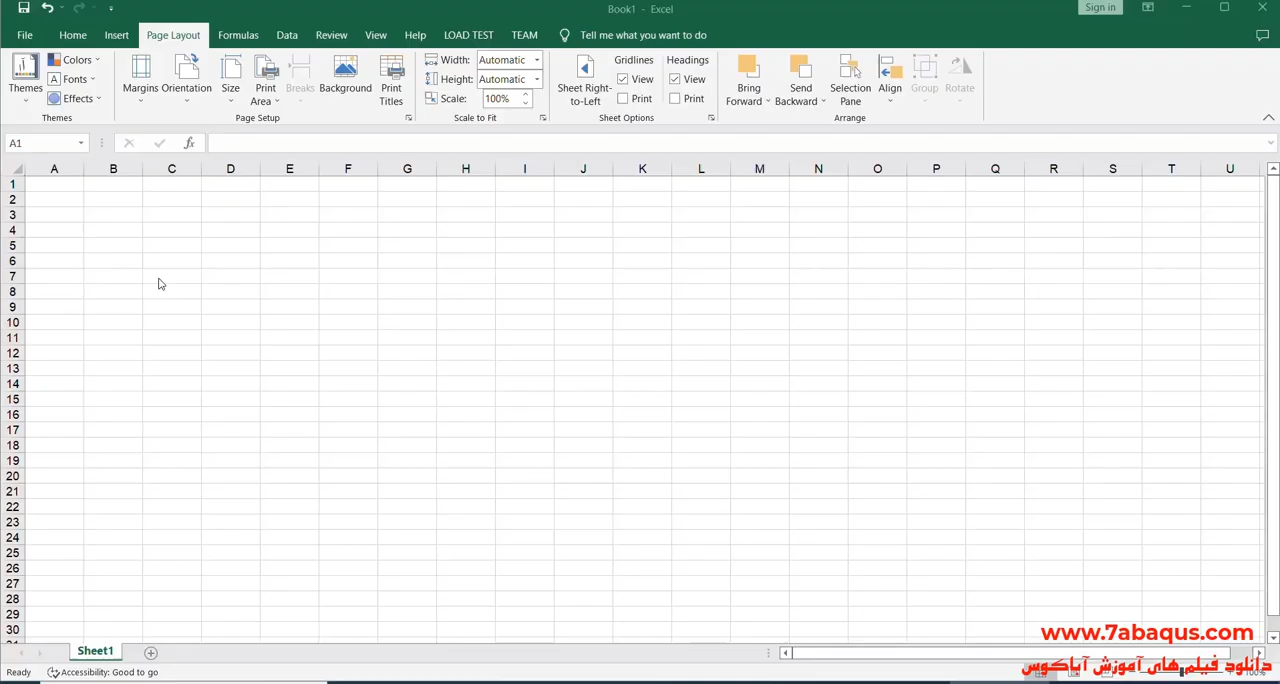 Book1 - Excel
Sign in
File Home Insert Page Layout Formulas Data Review View Help LOAD TEST TEAM Tell me what you want to do
Themes
Colors
Fonts
Effects
Themes
Margins
Orientation
Size
Print Area
Breaks
Background
Print Titles
Page Setup
Width: Automatic
Height: Automatic
Scale: 100%
Scale to Fit
Sheet Right-to-Left
Gridlines
View
Print
Headings
View
Print
Sheet Options
Bring Forward
Send Backward
Selection Pane
Align
Group
Rotate
Arrange
A1
fx
A B C D E F G H I J K L M N O P Q R S T U
1
2
3
4
5
6
7
8
9
10
11
12
13
14
15
16
17
18
19
20
21
22
23
24
25
26
27
28
29
30
www.7abaqus.com
Sheet1
دانلود فیلم های آموزش آباکوس
Ready
Accessibility: Good to go
100%